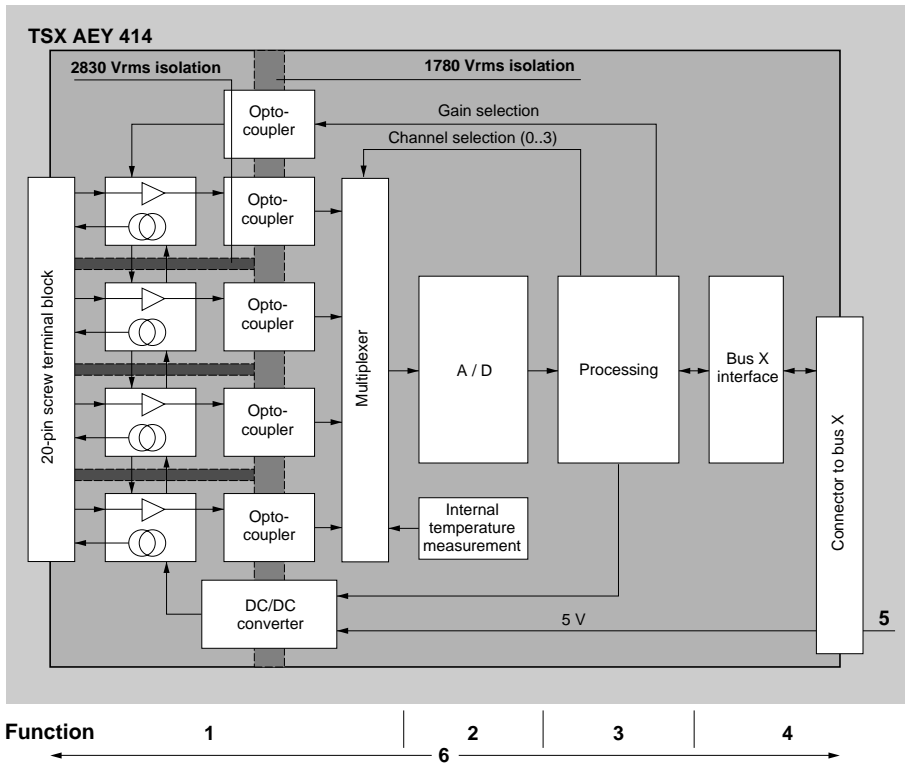 TSX AEY 414
2830 Vrms isolation
1780 Vrms isolation
Opto-
coupler
Gain selection
Channel selection (0..3)
20-pin screw terminal block
Opto-
coupler
Opto-
coupler
Opto-
coupler
Opto-
coupler
Multiplexer
A / D
Processing
Bus X
interface
Connector to bus X
Internal
temperature
measurement
DC/DC
converter
5 V
5
Function
1
2
3
4
6